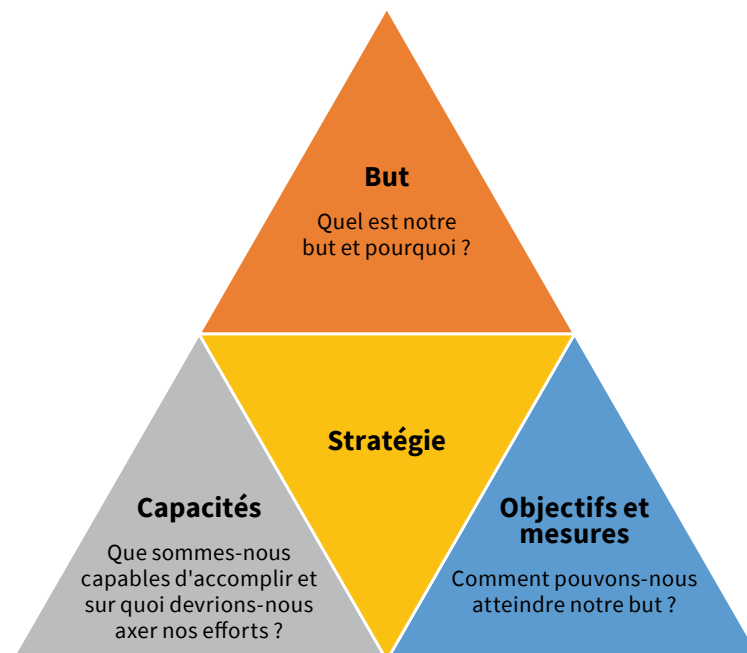 But
Quel est notre
but et pourquoi ?
Stratégie
Capacités
Que sommes-nous
capables d'accomplir et
sur quoi devrions-nous
axer nos efforts ?
Objectifs et
mesures
Comment pouvons-nous
atteindre notre but ?